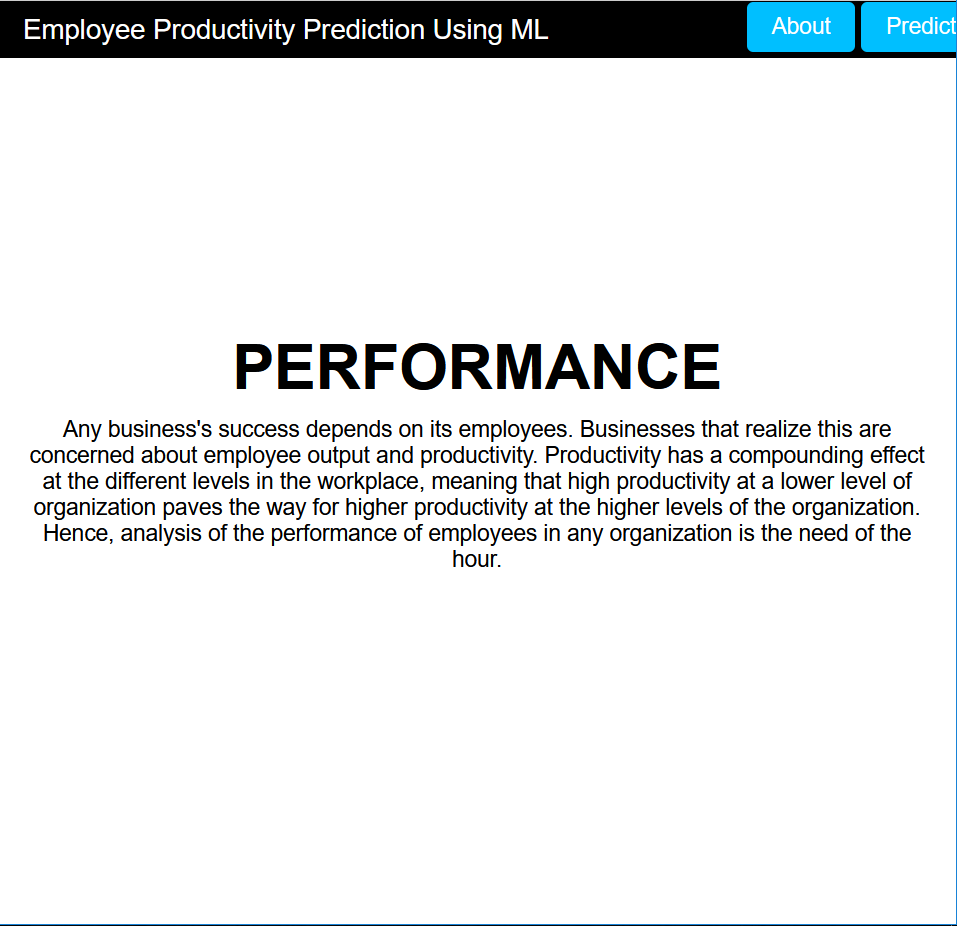 Employee Productivity Prediction Using ML
About
Predict
PERFORMANCE
Any business's success depends on its employees. Businesses that realize this are
concerned about employee output and productivity. Productivity has a compounding effect
at the different levels in the workplace, meaning that high productivity at a lower level of
organization paves the way for higher productivity at the higher levels of the organization.
Hence, analysis of the performance of employees in any organization is the need of the
hour.